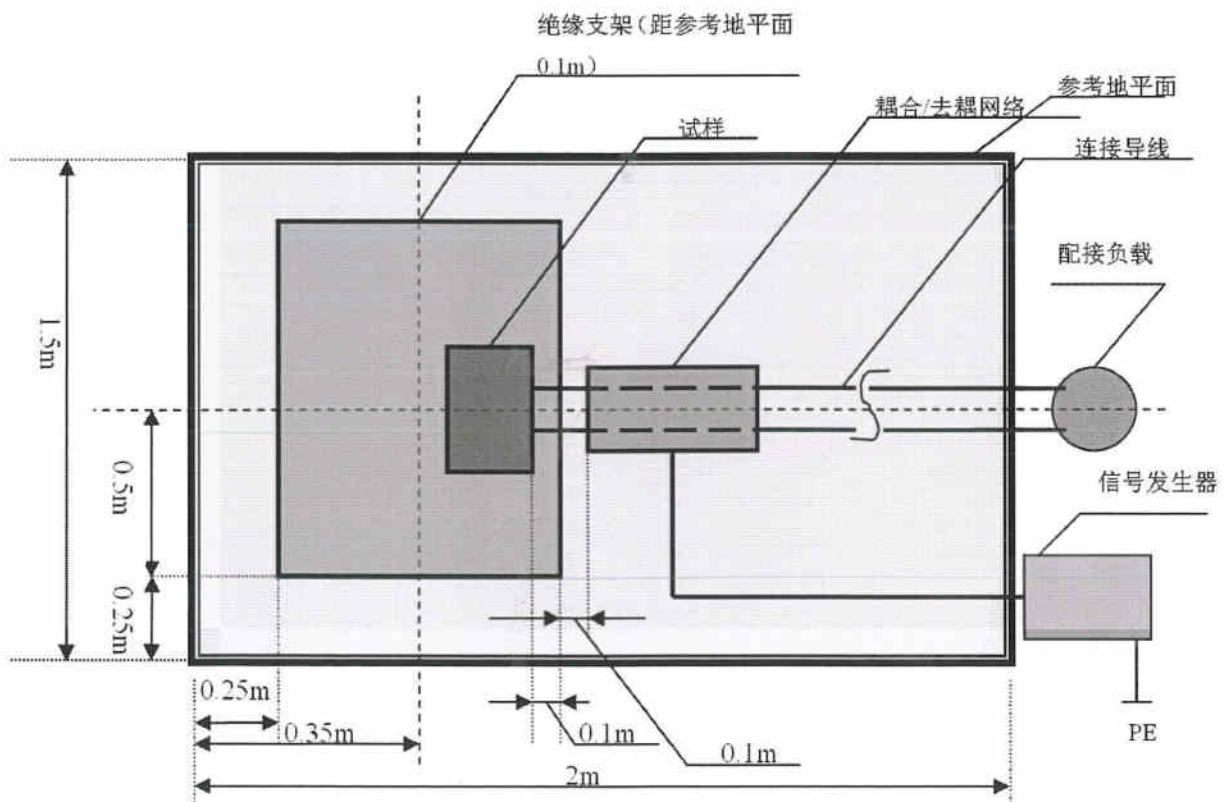 绝缘支架（距参考地平面
0.1m）
参考地平面
耦合/去耦网络
试样
连接导线
配接负载
1.5m
0.5m
信号发生器
0.25m
0.25m
0.35m
0.1m
0.1m
PE
2m